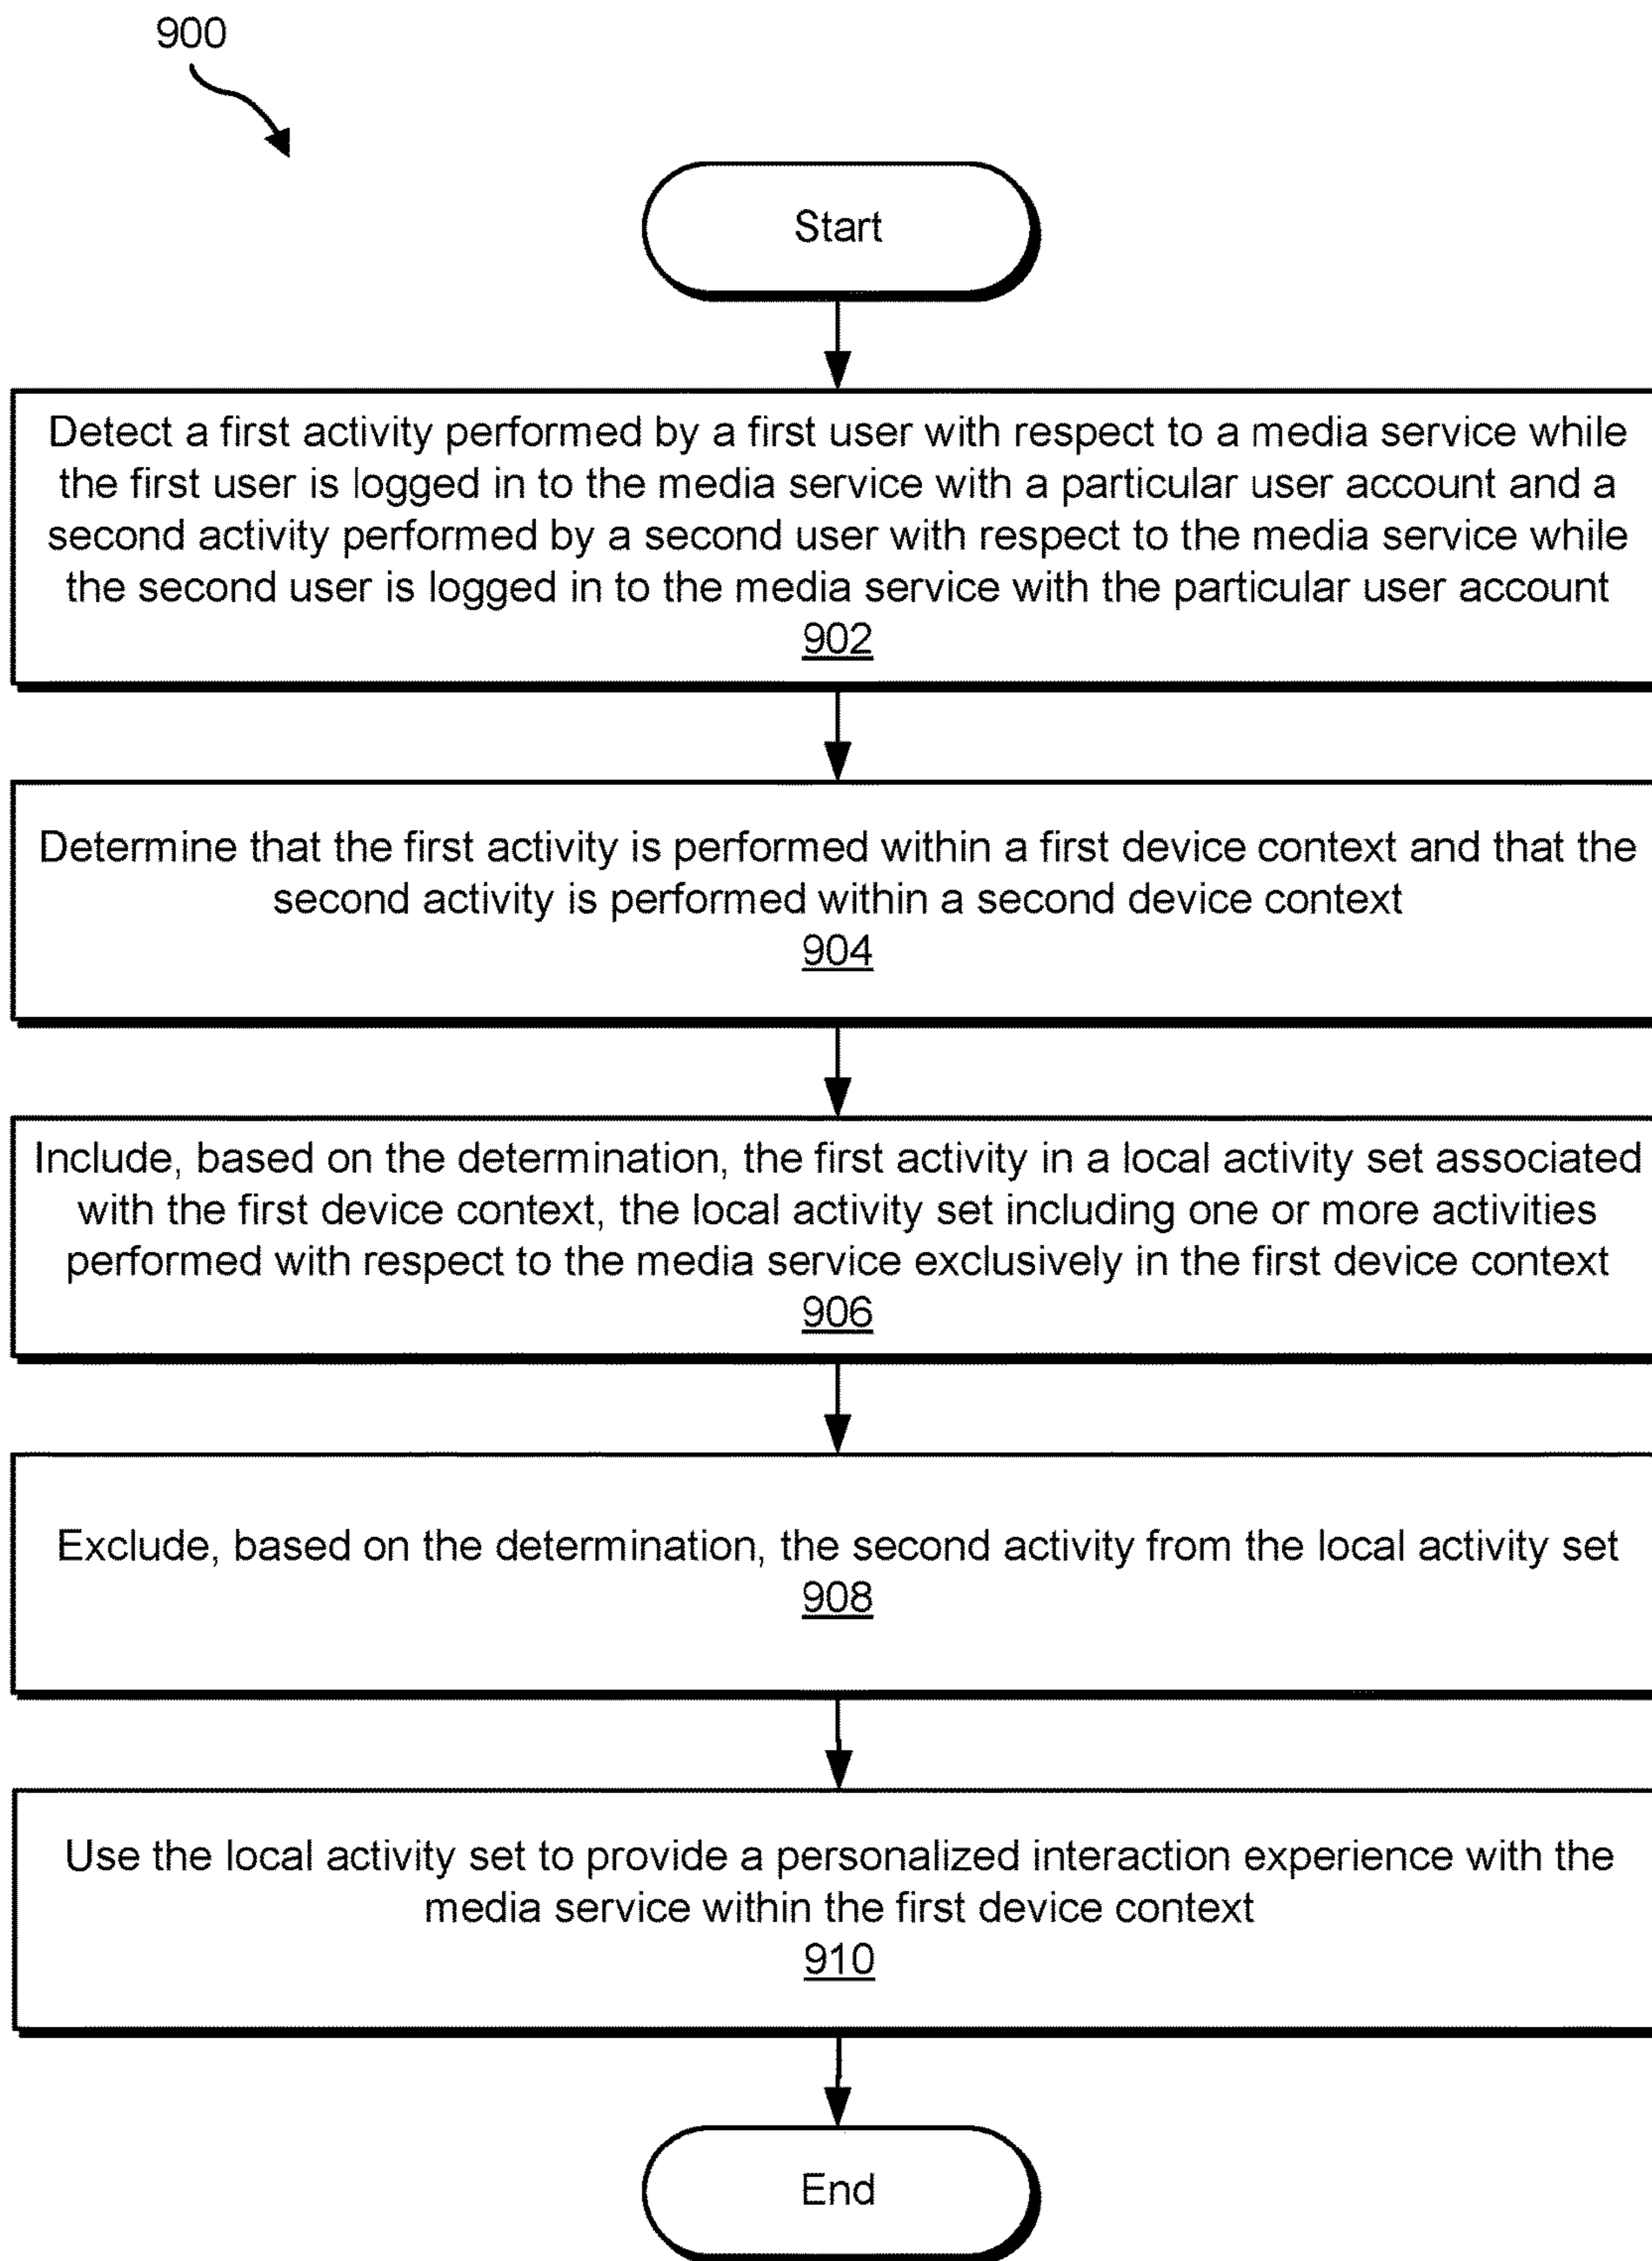 900
Start
Detect a first activity performed by a first user with respect to a media service while
the first user is logged in to the media service with a particular user account and a
second activity performed by a second user with respect to the media service while
the second user is logged in to the media service with the particular user account
902
Determine that the first activity is performed within a first device context and that the
second activity is performed within a second device context
904
Include, based on the determination, the first activity in a local activity set associated
with the first device context, the local activity set including one or more activities
performed with respect to the media service exclusively in the first device context
906
Exclude, based on the determination, the second activity from the local activity set
908
Use the local activity set to provide a personalized interaction experience with the
media service within the first device context
910
End